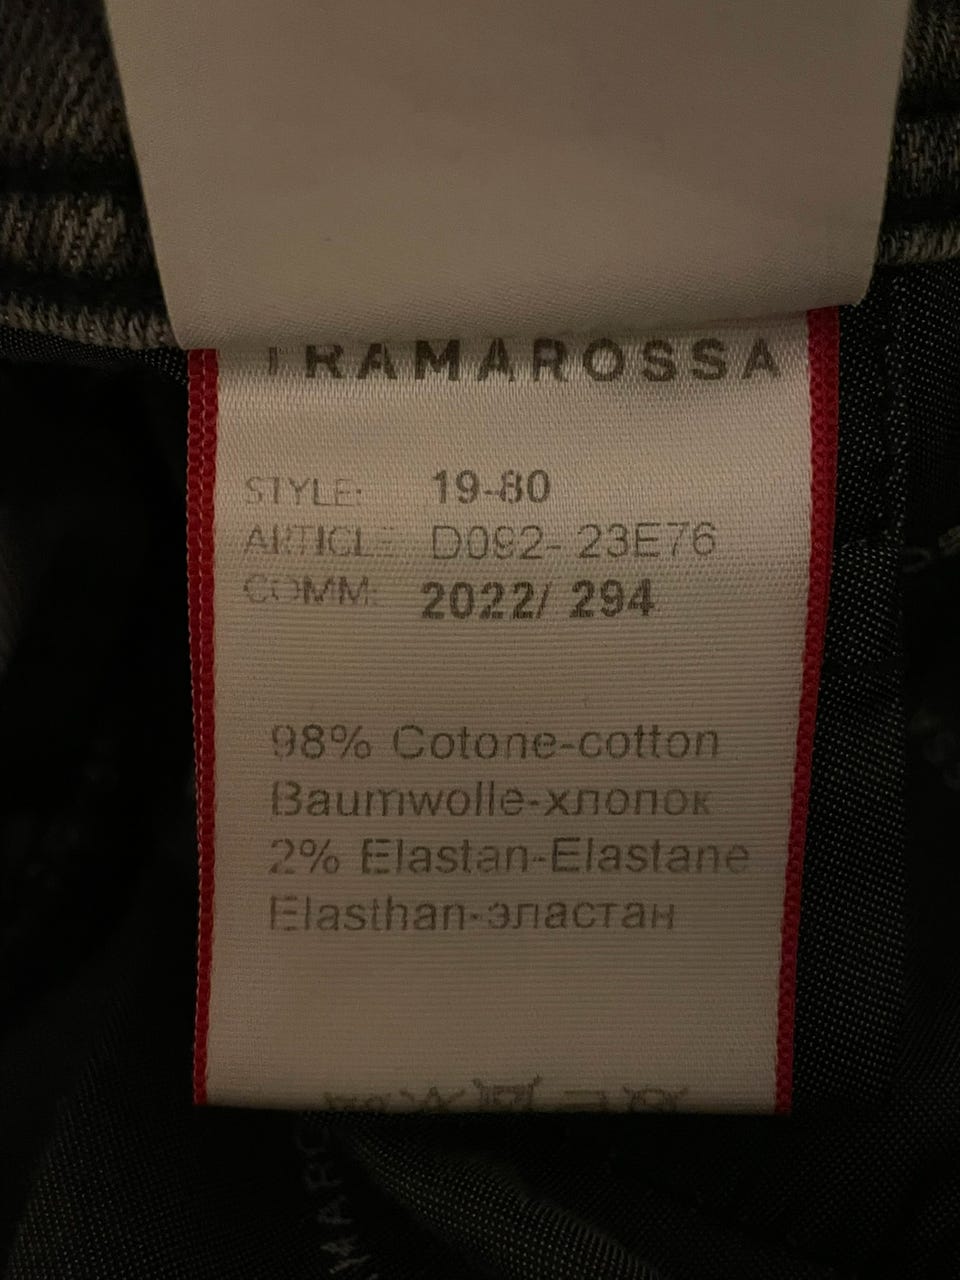 TRAMAROSSA
STYLE: 19-80
ARTICLE D092- 23E76
COMM: 2022/ 294
98% Cotone-cotton
Baumwolle-хлопок
2% Elastan-Elastane
Elasthan-эластан